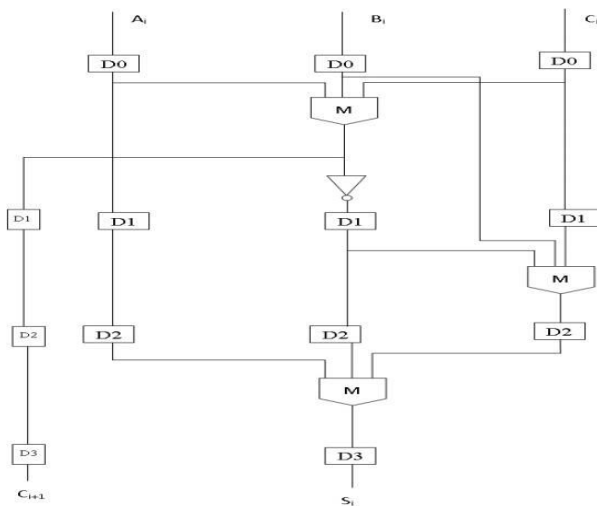 Aᵢ Bᵢ Cᵢ
D0 D0 D0
M
D1 D1 D1 D1
M
D2 D2 D2 D2
M
D3 D3
Cᵢ₊₁ Sᵢ